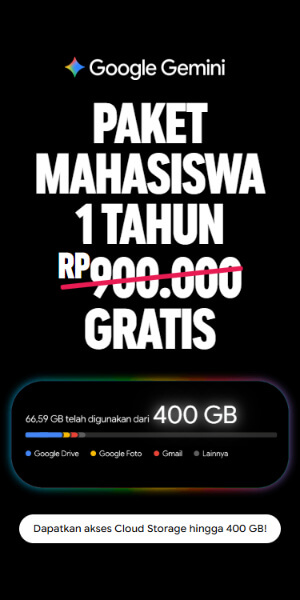 Google Gemini
PAKET
MAHASISWA
1 TAHUN
RP900.000
GRATIS
66,59 GB telah digunakan dari 400 GB
Google Drive Google Foto Gmail Lainnya
Dapatkan akses Cloud Storage hingga 400 GB!